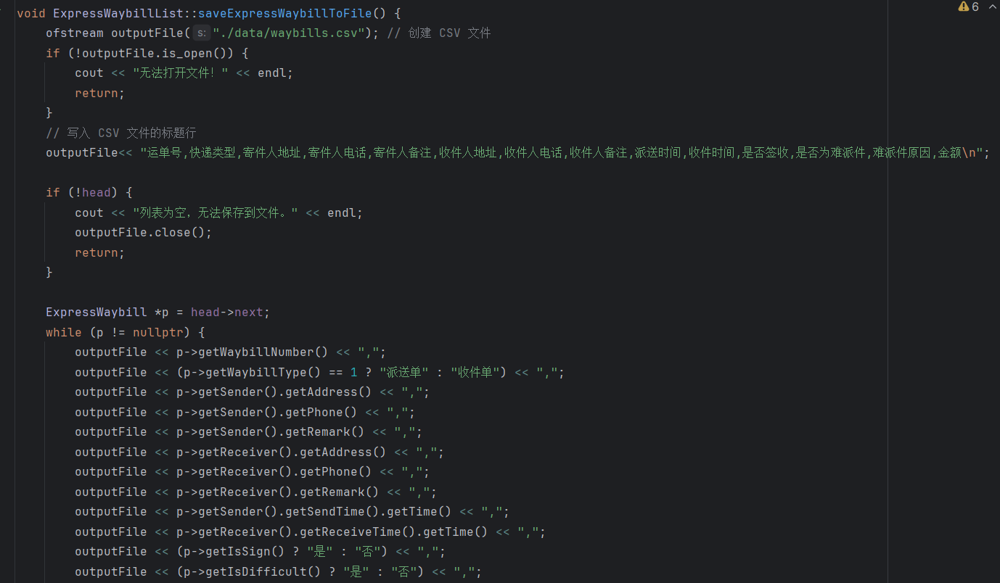 6
void ExpressWaybillList::saveExpressWaybillToFile() {
    ofstream outputFile( s: "./data/waybills.csv"); // 创建 CSV 文件
    if (!outputFile.is_open()) {
        cout << "无法打开文件！" << endl;
        return;
    }
    // 写入 CSV 文件的标题行
    outputFile<< "运单号,快递类型,寄件人地址,寄件人电话,寄件人备注,收件人地址,收件人电话,收件人备注,派送时间,收件时间,是否签收,是否为难派件,难派件原因,金额\n";
    if (!head) {
        cout << "列表为空，无法保存到文件。" << endl;
        outputFile.close();
        return;
    }
    ExpressWaybill *p = head->next;
    while (p != nullptr) {
        outputFile << p->getWaybillNumber() << ",";
        outputFile << (p->getWaybillType() == 1 ? "派送单" : "收件单") << ",";
        outputFile << p->getSender().getAddress() << ",";
        outputFile << p->getSender().getPhone() << ",";
        outputFile << p->getSender().getRemark() << ",";
        outputFile << p->getReceiver().getAddress() << ",";
        outputFile << p->getReceiver().getPhone() << ",";
        outputFile << p->getReceiver().getRemark() << ",";
        outputFile << p->getSender().getSendTime().getTime() << ",";
        outputFile << p->getReceiver().getReceiveTime().getTime() << ",";
        outputFile << (p->getIsSign() ? "是" : "否") << ",";
        outputFile << (p->getIsDifficult() ? "是" : "否") << ",";